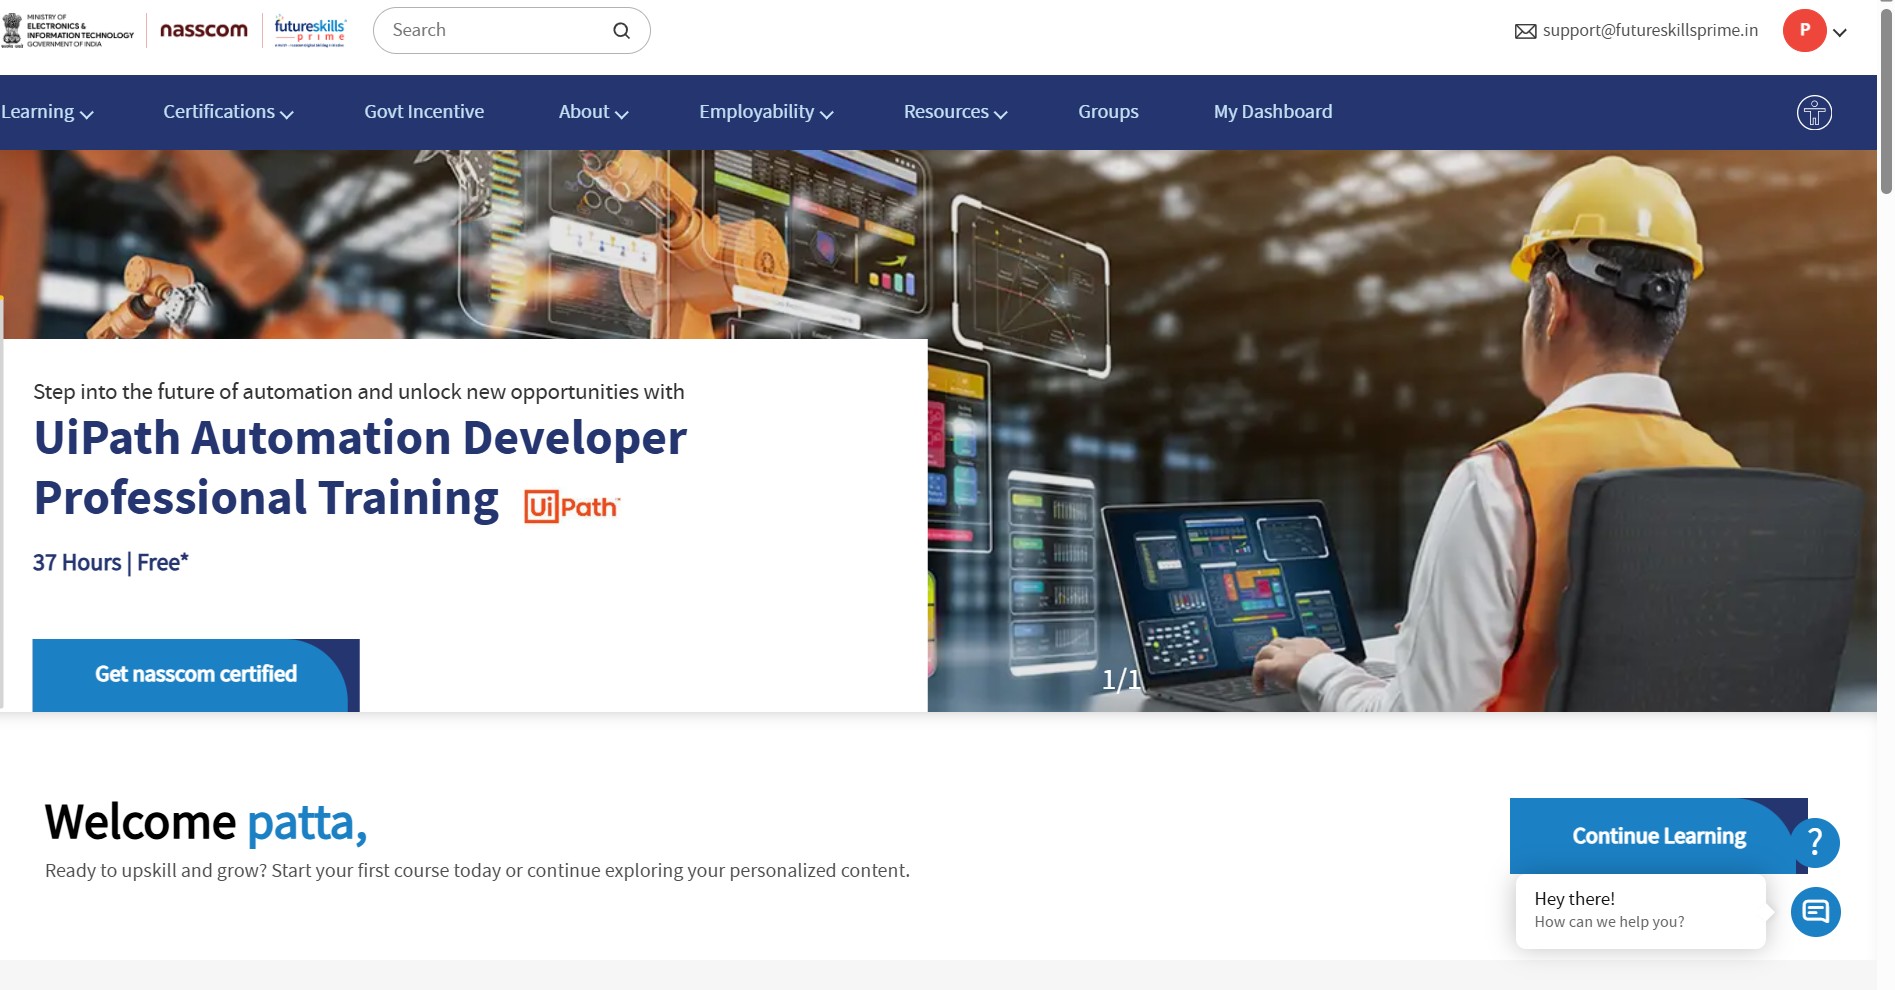 MINISTRY OF
ELECTRONICS &
INFORMATION TECHNOLOGY
GOVERNMENT OF INDIA
nasscom
futureskills
prime
Search
support@futureskillsprime.in
P
Learning
Certifications
Govt Incentive
About
Employability
Resources
Groups
My Dashboard
Step into the future of automation and unlock new opportunities with
UiPath Automation Developer
Professional Training
UiPath™
37 Hours | Free*
Get nasscom certified
1/1
Welcome patta,
Ready to upskill and grow? Start your first course today or continue exploring your personalized content.
Continue Learning
?
Hey there!
How can we help you?